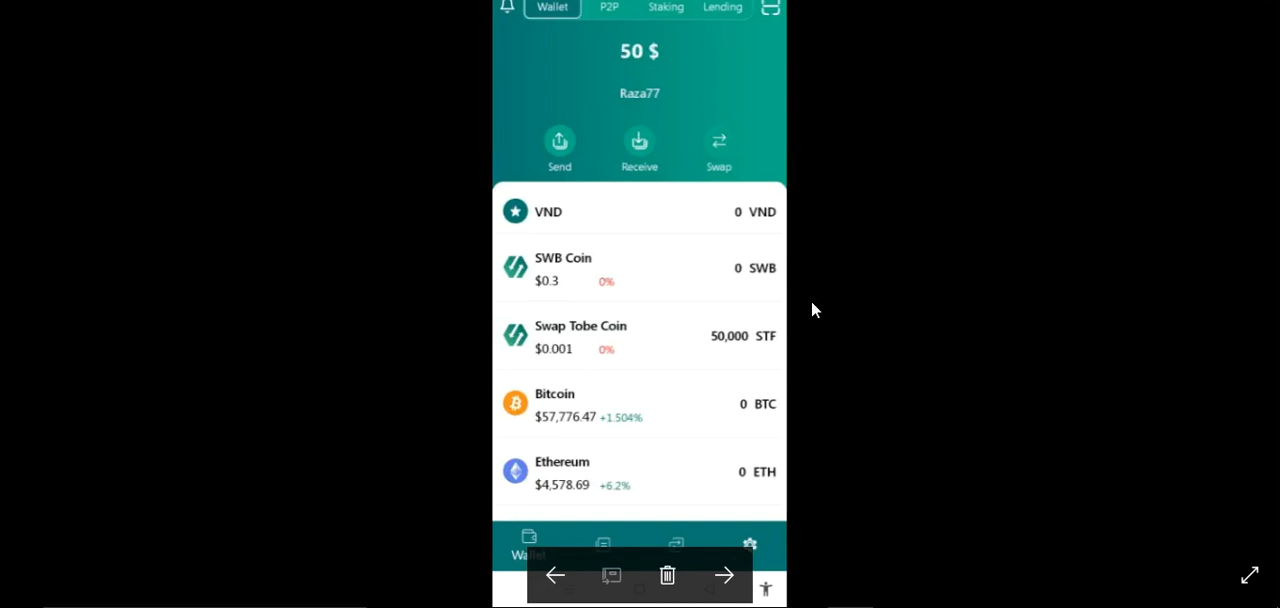 Wallet P2P Staking Lending
50 $
Raza77
Send Receive Swap
VND 0 VND
SWB Coin
0 SWB
$0.3 0%
Swap Tobe Coin
50,000 STF
$0.001 0%
Bitcoin
0 BTC
$57,776.47 +1.504%
Ethereum
0 ETH
$4,578.69 +6.2%
Wallet